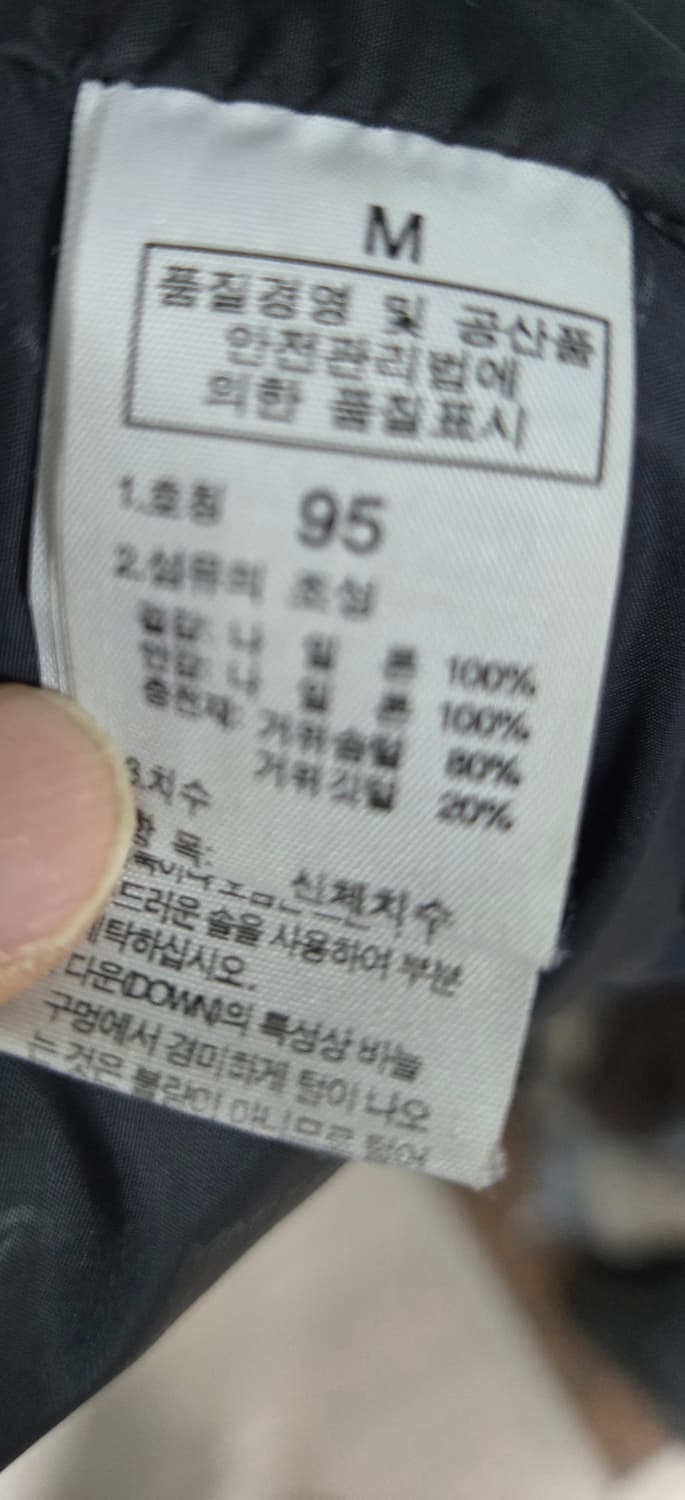 M
품질경영 및 공산품
안전관리법에
의한 품질표시
1.호칭 95
2.섬유의 조성
겉감: 나 일 론 100%
안감: 나 일 론 100%
충전재: 거위솜털 80%
거위깃털 20%
3.치수
항 목: 신체치수
드러운 솔을 사용하여 부분
세탁하십시오.
다운(DOWN)의 특성상 바늘
구멍에서 경미하게 털이 나오
는 것은 불량이 아니므로 털어